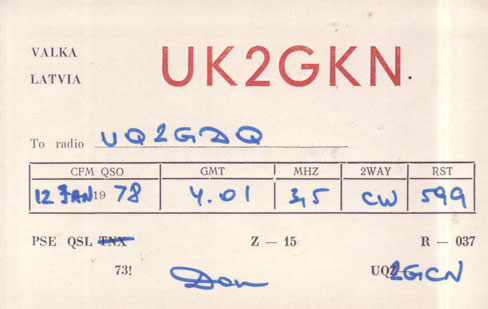 VALKA
LATVIA
UK2GKN
To radio UQ2GDQ
CFM QSO GMT MHZ 2WAY RST
12 JAN 1978 4.01 3,5 CW 599
PSE QSL TNX Z – 15 R – 037
73! UQ2GCN